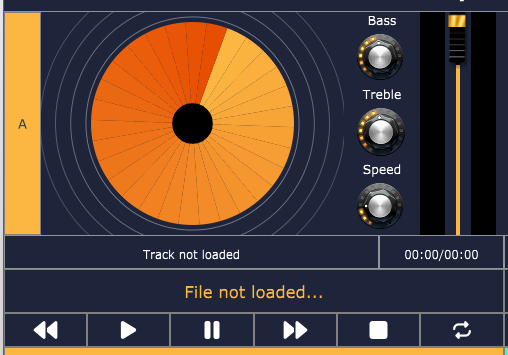 Bass
A
Treble
Speed
Track not loaded
00:00/00:00
File not loaded...